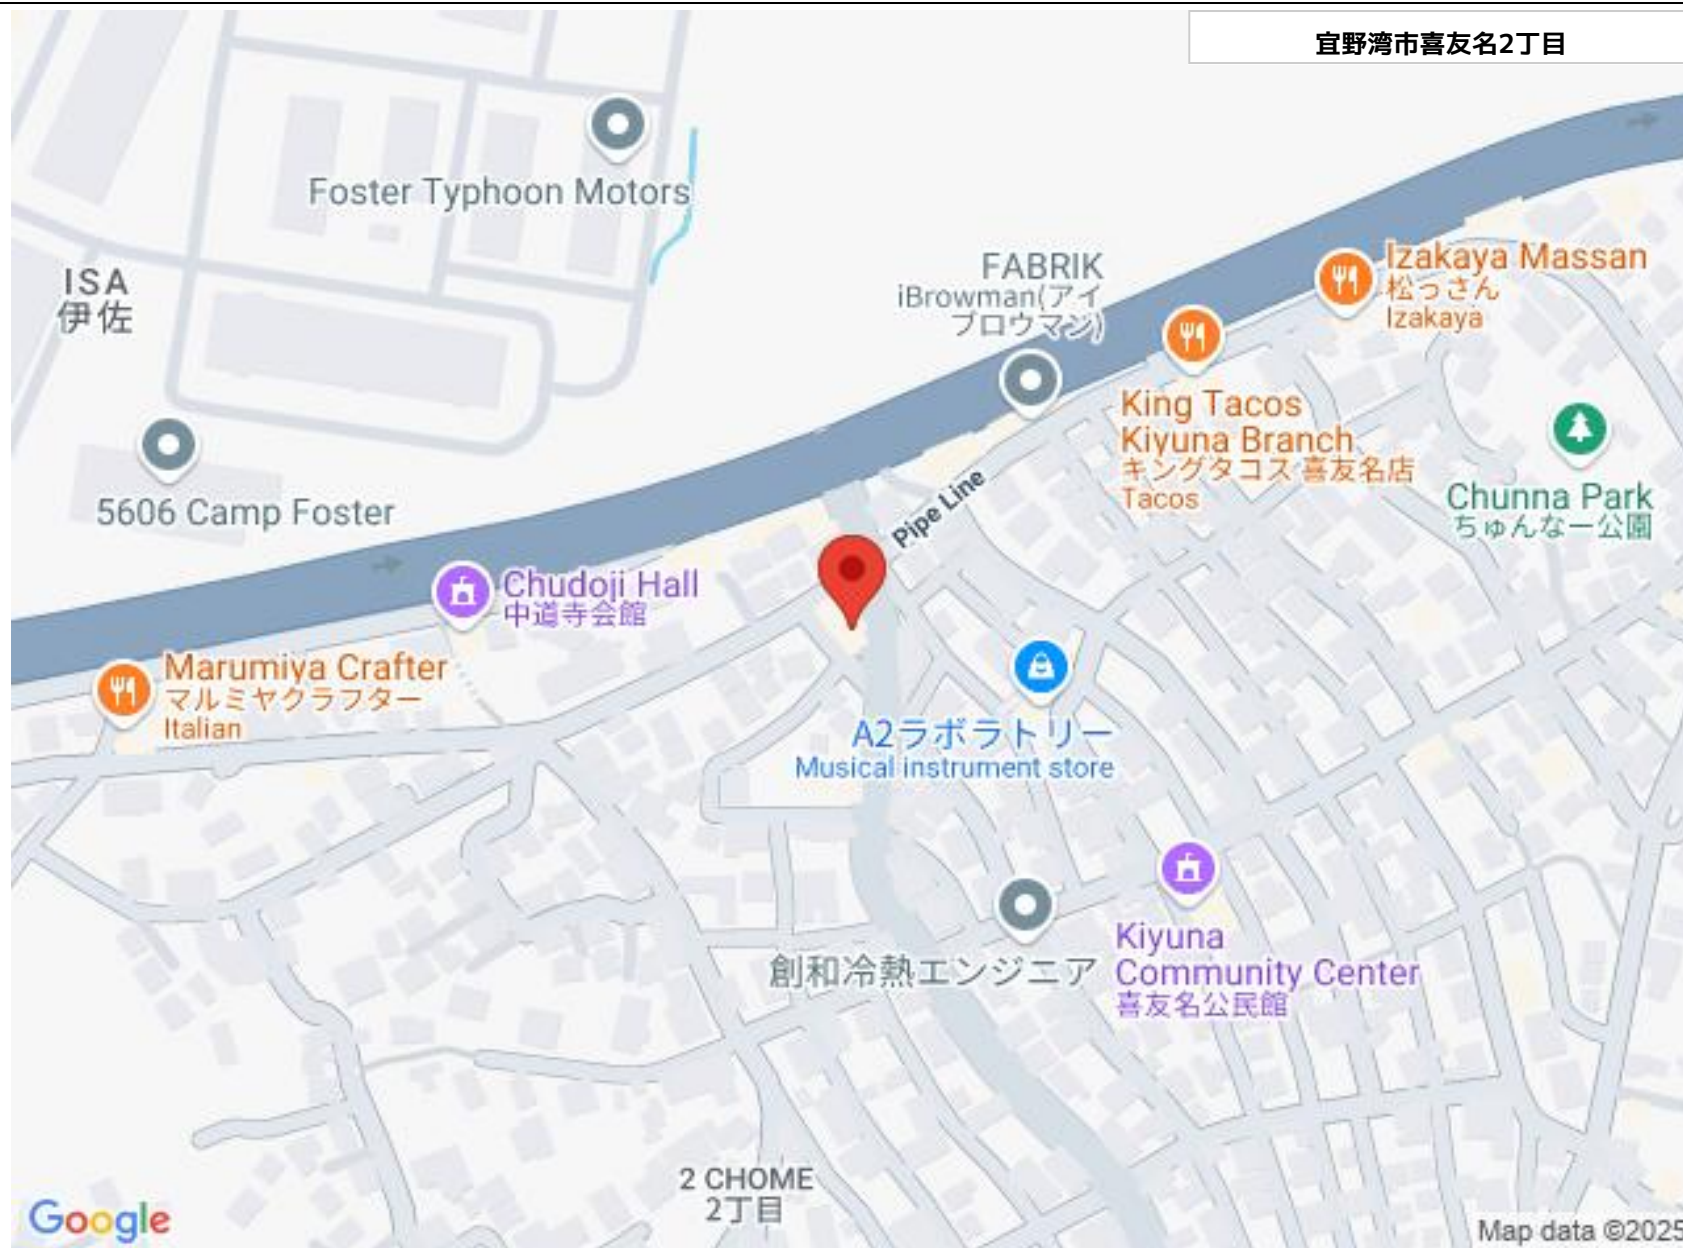 宜野湾市喜友名2丁目
Foster Typhoon Motors
ISA
伊佐
FABRIK
iBrowman(アイ
ブロウマン)
Izakaya Massan
松っさん
Izakaya
King Tacos
Kiyuna Branch
キングタコス 喜友名店
Tacos
Chunna Park
ちゅんなー公園
5606 Camp Foster
Pipe Line
Chudoji Hall
中道寺会館
Marumiya Crafter
マルミヤクラフター
Italian
A2ラボラトリー
Musical instrument store
創和冷熱エンジニア
Kiyuna
Community Center
喜友名公民館
2 CHOME
2丁目
Google
Map data ©2025